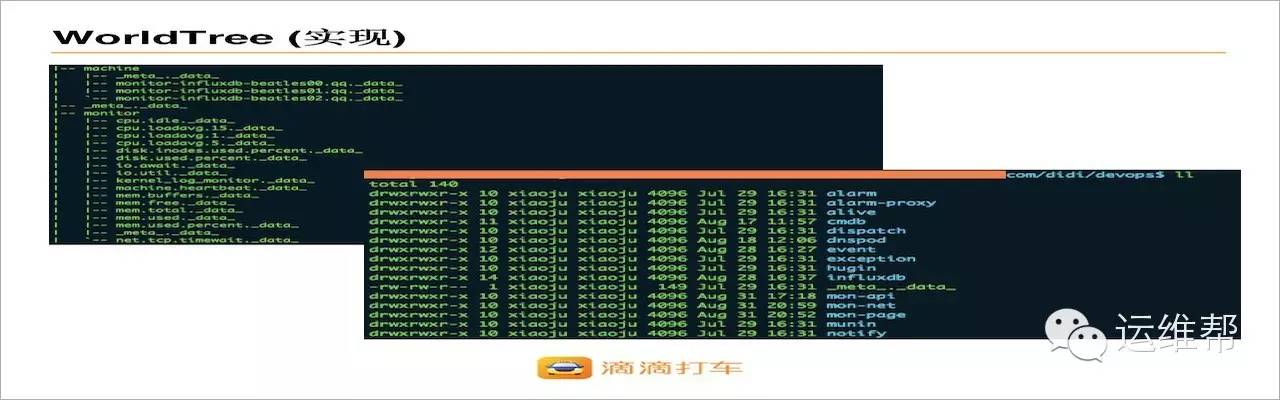 WorldTree (实现)
|-- machine
|   |-- _meta_._data_
|   |-- monitor-influxdb-beatles00.qq._data_
|   |-- monitor-influxdb-beatles01.qq._data_
|   `-- monitor-influxdb-beatles02.qq._data_
|-- _meta_._data_
|-- monitor
|   |-- cpu.idle._data_
|   |-- cpu.loadavg.15._data_
|   |-- cpu.loadavg.1._data_
|   |-- cpu.loadavg.5._data_
|   |-- disk.inodes.used.percent._data_
|   |-- disk.used.percent._data_
|   |-- io.await._data_
|   |-- io.util._data_
|   |-- kernel_log_monitor._data_
|   |-- machine.heartbeat._data_
|   |-- mem.buffers._data_
|   |-- mem.free._data_
|   |-- mem.total._data_
|   |-- mem.used._data_
|   |-- mem.used.percent._data_
|   |-- _meta_._data_
|   `-- net.tcp.timewait._data_
com/didi/devops$ ll
total 140
drwxrwxr-x 10 xiaoju xiaoju 4096 Jul 29 16:31 alarm
drwxrwxr-x 10 xiaoju xiaoju 4096 Jul 29 16:31 alarm-proxy
drwxrwxr-x 10 xiaoju xiaoju 4096 Jul 29 16:31 alive
drwxrwxr-x 11 xiaoju xiaoju 4096 Aug 17 11:57 cmdb
drwxrwxr-x 10 xiaoju xiaoju 4096 Jul 29 16:31 dispatch
drwxrwxr-x 10 xiaoju xiaoju 4096 Aug 18 12:06 dnspod
drwxrwxr-x 12 xiaoju xiaoju 4096 Aug 28 16:27 event
drwxrwxr-x 10 xiaoju xiaoju 4096 Jul 29 16:31 exception
drwxrwxr-x 10 xiaoju xiaoju 4096 Jul 29 16:31 hugin
drwxrwxr-x 14 xiaoju xiaoju 4096 Aug 28 16:37 influxdb
-rw-rw-r-- 1 xiaoju xiaoju 149 Jul 29 16:31 _meta_._data_
drwxrwxr-x 10 xiaoju xiaoju 4096 Aug 31 17:18 mon-api
drwxrwxr-x 10 xiaoju xiaoju 4096 Aug 31 20:59 mon-net
drwxrwxr-x 10 xiaoju xiaoju 4096 Aug 31 20:52 mon-page
drwxrwxr-x 10 xiaoju xiaoju 4096 Jul 29 16:31 munin
drwxrwxr-x 10 xiaoju xiaoju 4096 Jul 29 16:31 notify
运维帮
滴滴打车